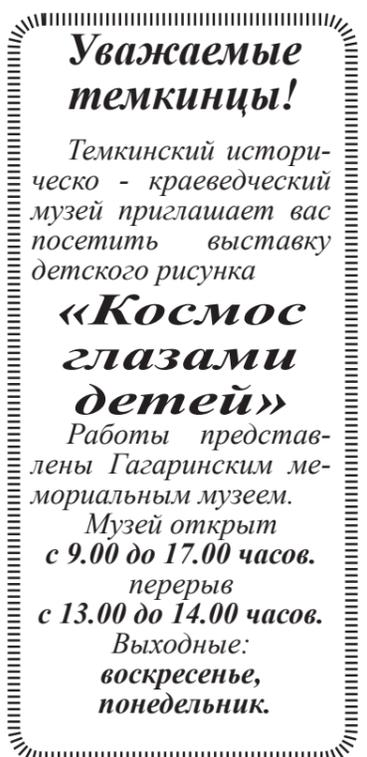 Уважаемые
темкинцы!
Темкинский истори-
ческо - краеведческий
музей приглашает вас
посетить выставку
детского рисунка
«Космос
глазами
детей»
Работы представ-
лены Гагаринским ме-
мориальным музеем.
Музей открыт
с 9.00 до 17.00 часов.
перерыв
с 13.00 до 14.00 часов.
Выходные:
воскресенье,
понедельник.